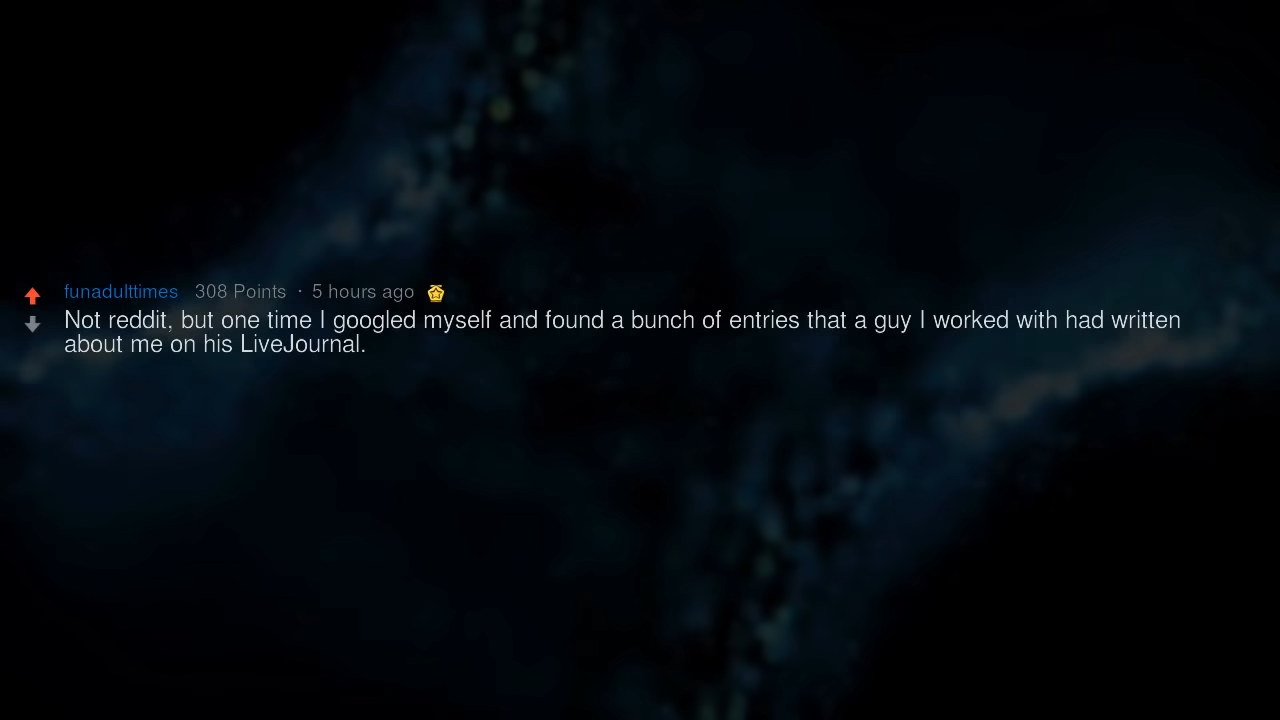 funadulttimes 308 Points · 5 hours ago
Not reddit, but one time I googled myself and found a bunch of entries that a guy I worked with had written
about me on his LiveJournal.